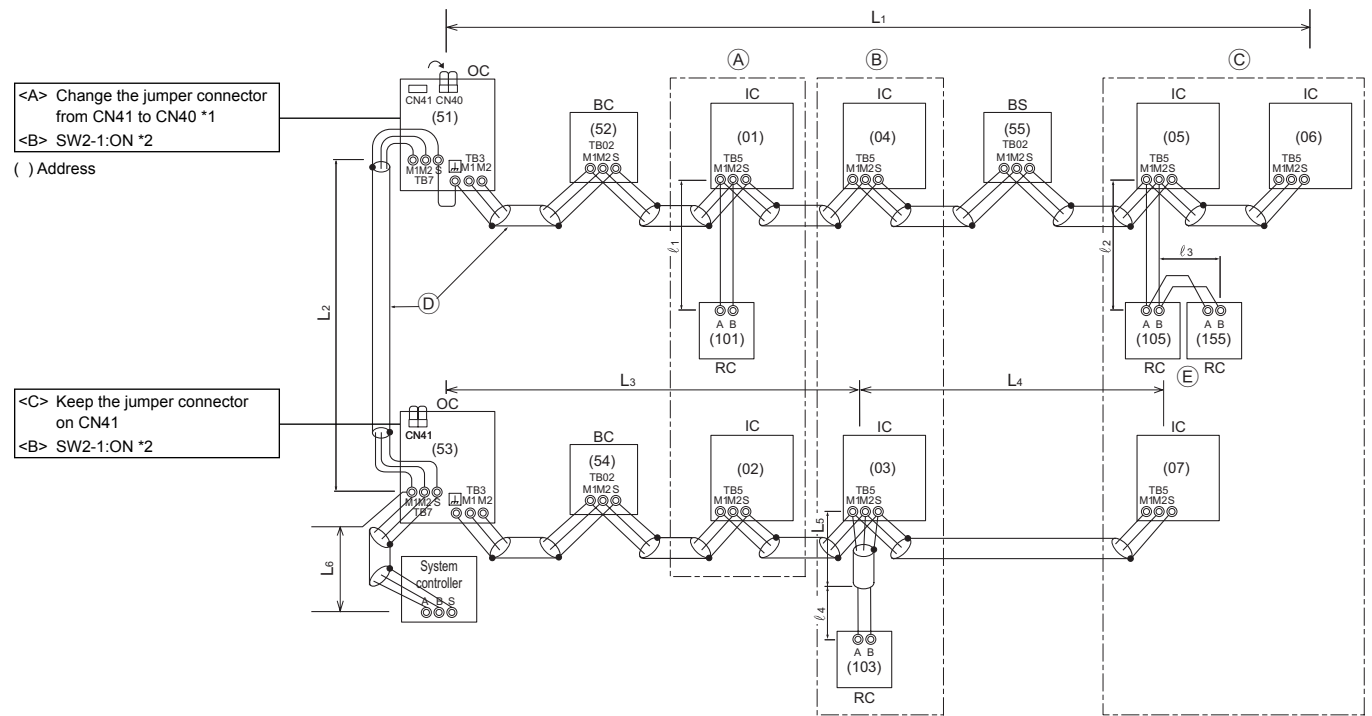 L1
A
B
C
<A> Change the jumper connector
from CN41 to CN40 *1
<B> SW2-1:ON *2
( ) Address
OC
CN41 CN40
(51)
M1M2 S
TB7
TB3
M1 M2
BC
(52)
TB02
M1M2 S
IC
(01)
TB5
M1M2S
IC
(04)
TB5
M1M2S
BS
(55)
TB02
M1M2 S
IC
(05)
TB5
M1M2S
IC
(06)
TB5
M1M2S
ℓ1
ℓ2
ℓ3
L2
D
A B
(101)
RC
A B
(105)
RC
A B
(155)
RC
E
L3
L4
<C> Keep the jumper connector
on CN41
<B> SW2-1:ON *2
OC
CN41
(53)
M1M2 S
TB7
TB3
M1 M2
BC
(54)
TB02
M1M2 S
IC
(02)
TB5
M1M2S
IC
(03)
TB5
M1M2S
IC
(07)
TB5
M1M2S
L5
L6
System
controller
A B S
ℓ4
A B
(103)
RC